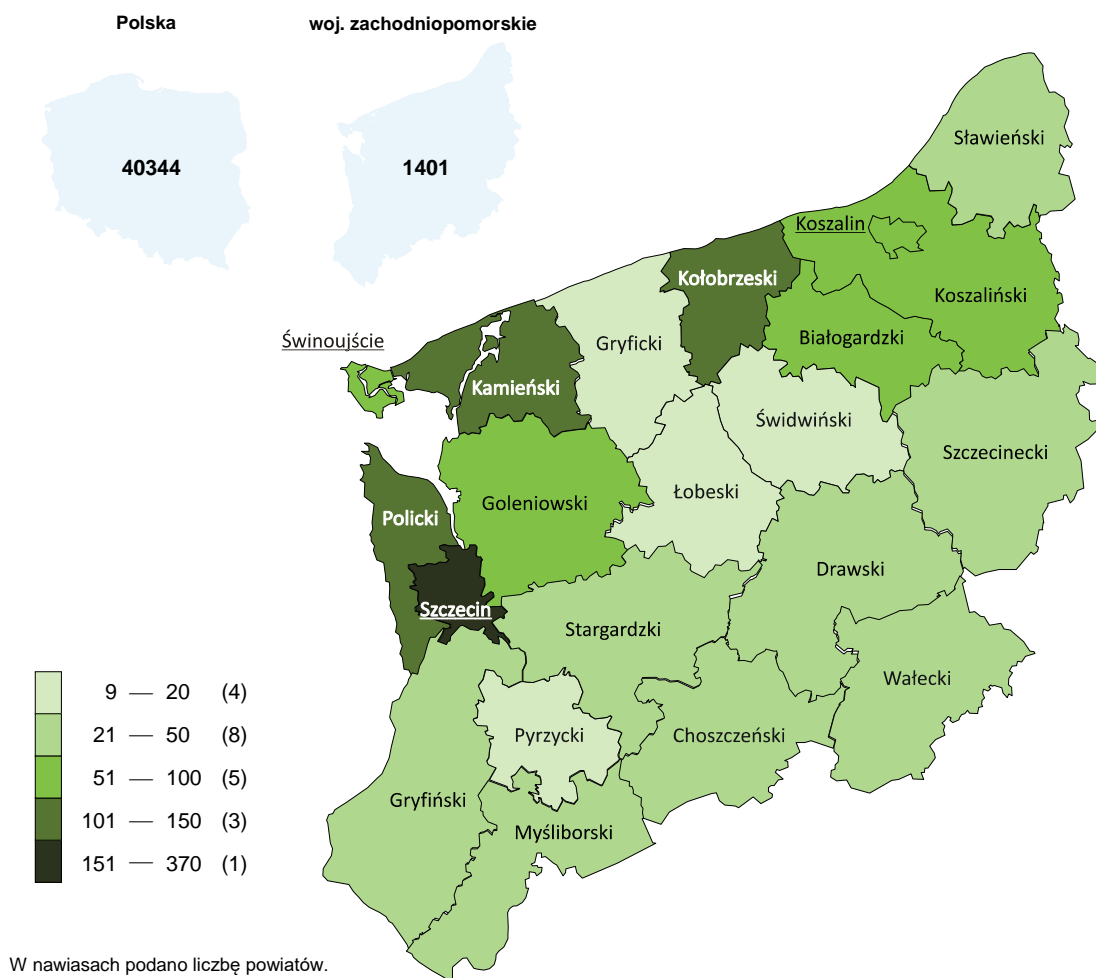 Polska
woj. zachodniopomorskie
40344
1401
Sławieński
Koszalin
Kołobrzeski
Koszaliński
Białogardzki
Świnoujście
Gryficki
Kamieński
Świdwiński
Szczecinecki
Łobeski
Goleniowski
Policki
Drawski
Szczecin
Stargardzki
Wałecki
Pyrzycki
Choszczeński
Gryfiński
Myśliborski
9 — 20 (4)
21 — 50 (8)
51 — 100 (5)
101 — 150 (3)
151 — 370 (1)
W nawiasach podano liczbę powiatów.